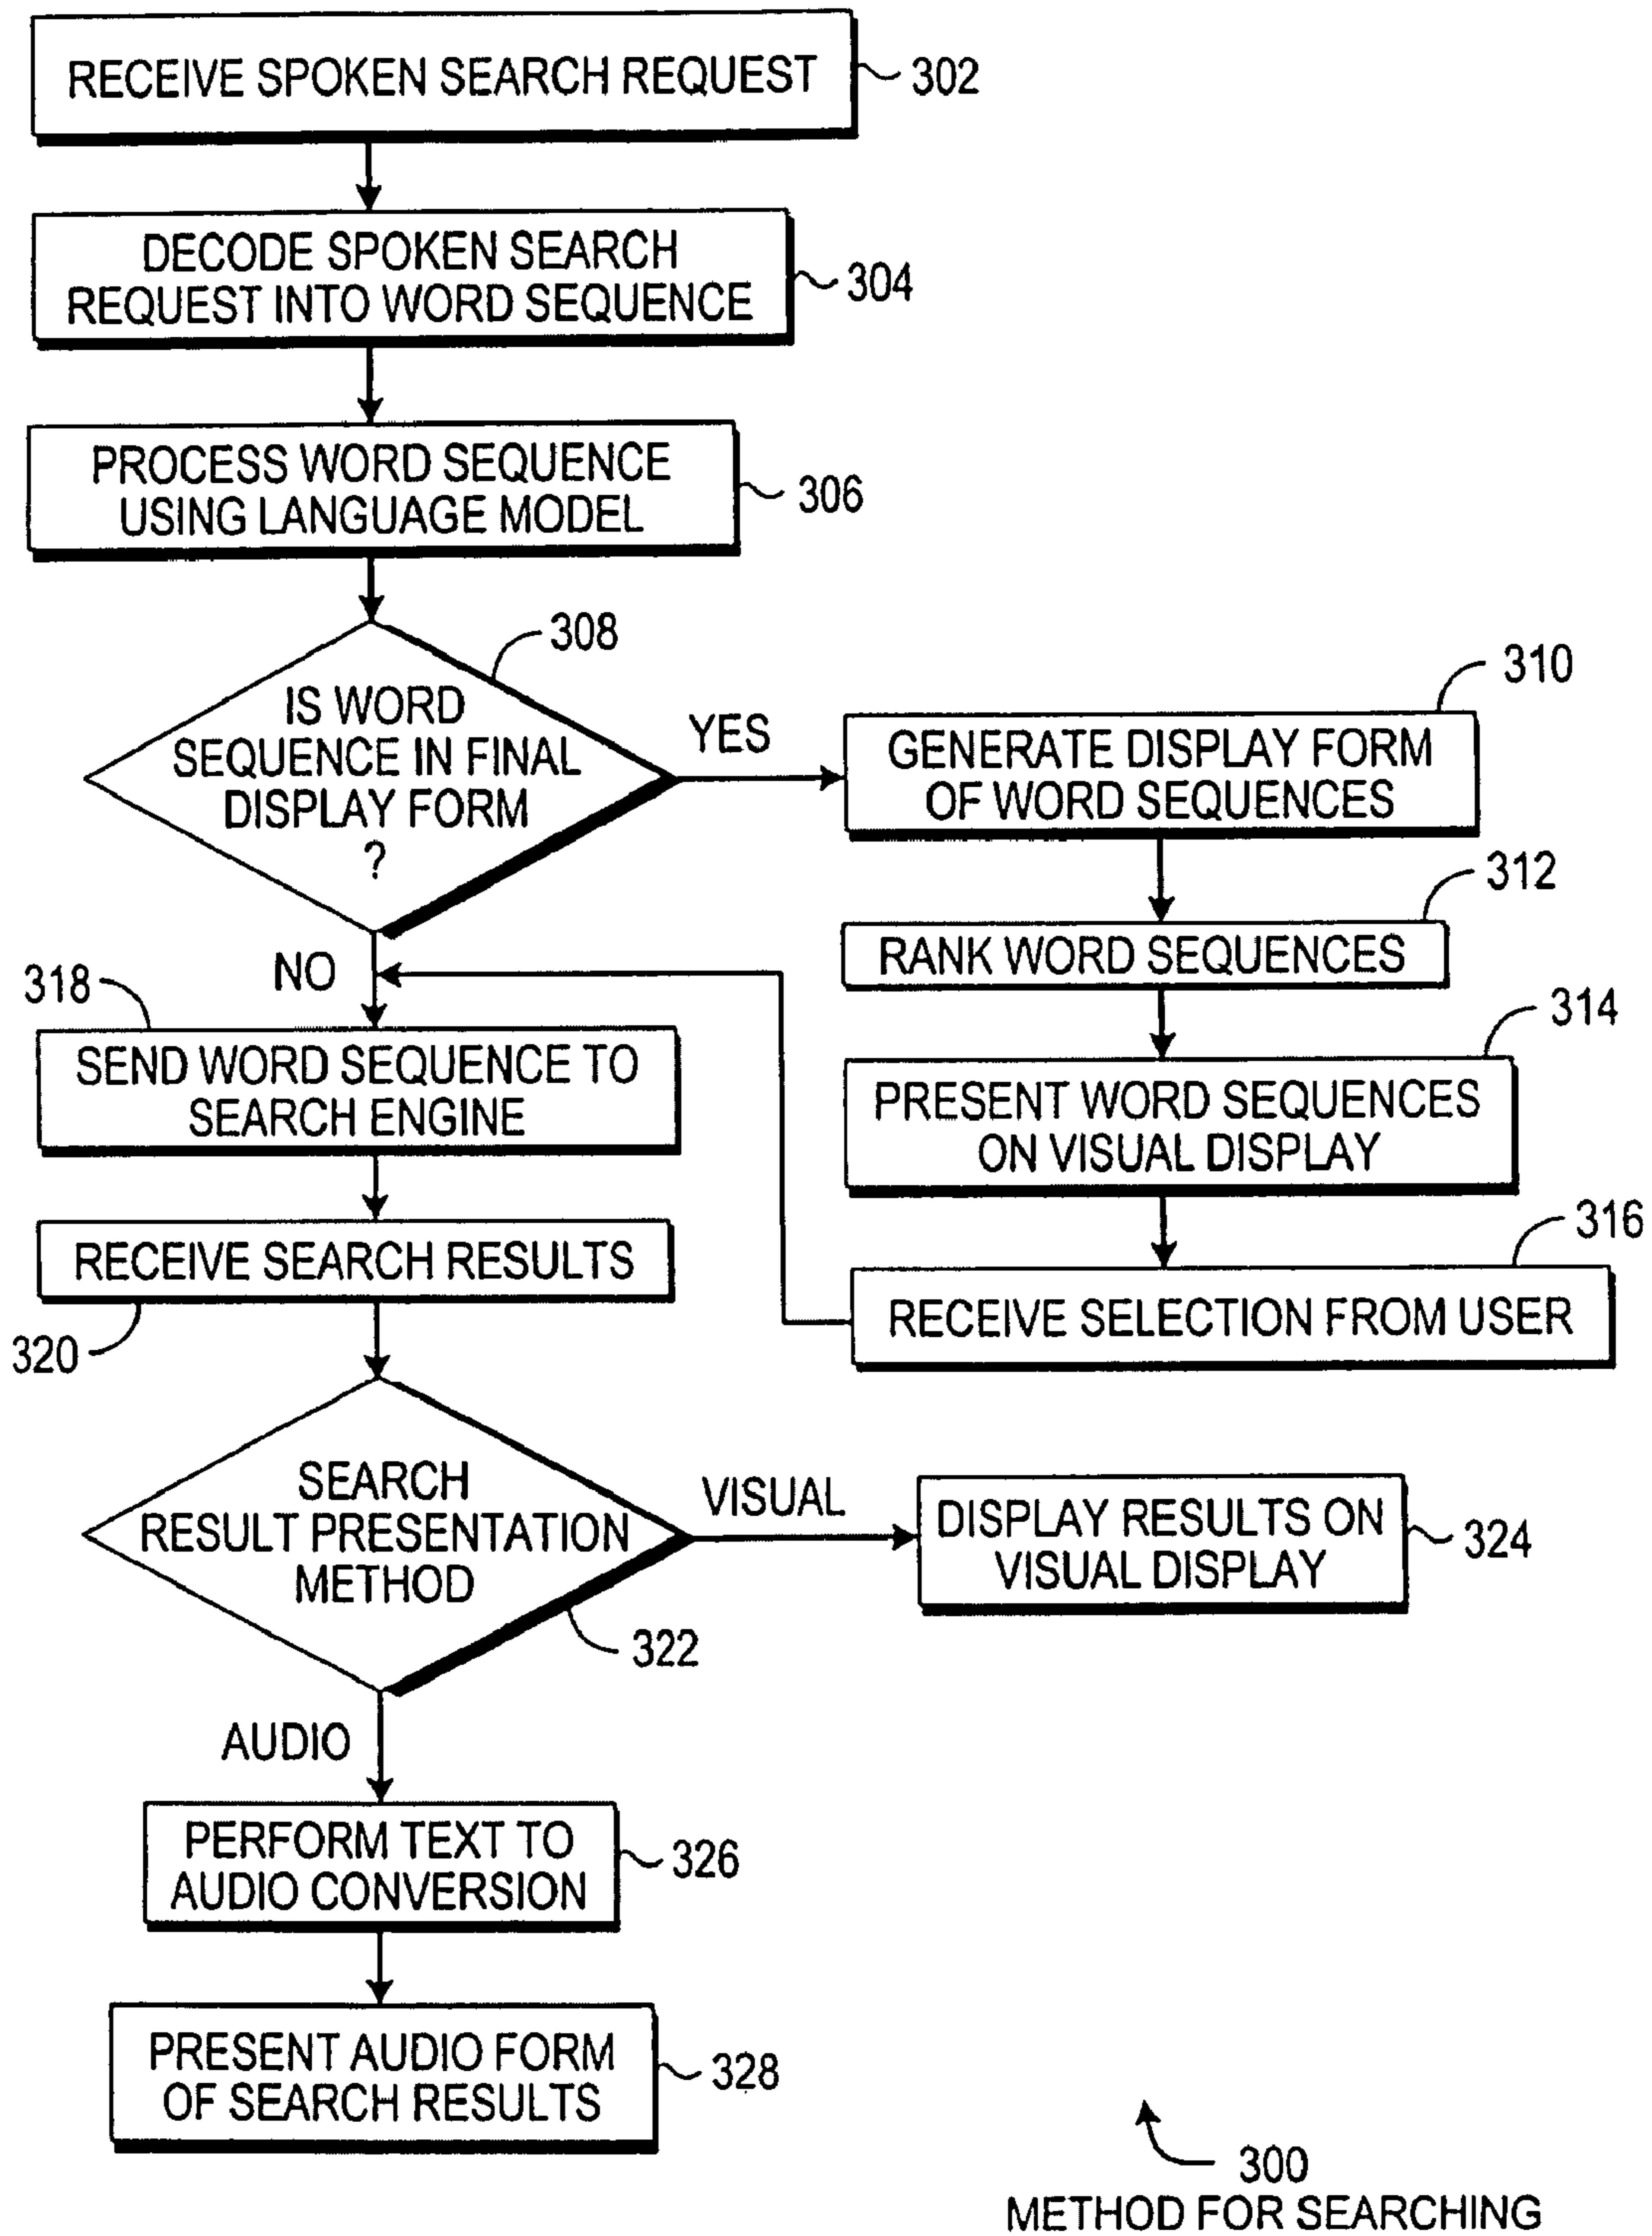 RECEIVE SPOKEN SEARCH REQUEST
302
DECODE SPOKEN SEARCH
REQUEST INTO WORD SEQUENCE
304
PROCESS WORD SEQUENCE
USING LANGUAGE MODEL
306
308
IS WORD
SEQUENCE IN FINAL
DISPLAY FORM
?
YES
310
GENERATE DISPLAY FORM
OF WORD SEQUENCES
312
RANK WORD SEQUENCES
314
PRESENT WORD SEQUENCES
ON VISUAL DISPLAY
316
RECEIVE SELECTION FROM USER
NO
318
SEND WORD SEQUENCE TO
SEARCH ENGINE
RECEIVE SEARCH RESULTS
320
SEARCH
RESULT PRESENTATION
METHOD
322
VISUAL
DISPLAY RESULTS ON
VISUAL DISPLAY
324
AUDIO
PERFORM TEXT TO
AUDIO CONVERSION
326
PRESENT AUDIO FORM
OF SEARCH RESULTS
328
300
METHOD FOR SEARCHING